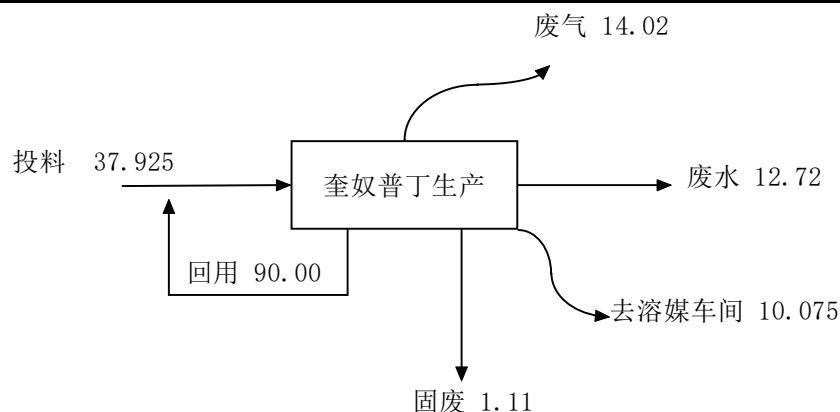 废气 14.02
投料 37.925
奎奴普丁生产
废水 12.72
回用 90.00
去溶媒车间 10.075
固废 1.11